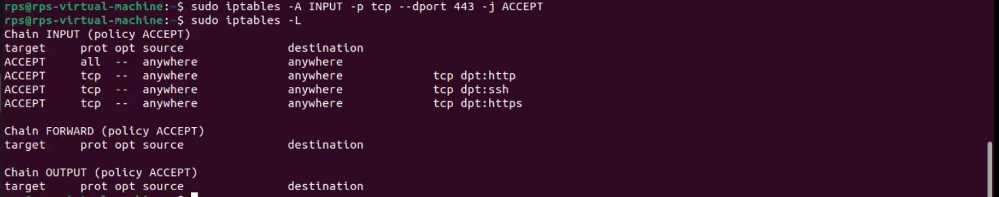 rps@rps-virtual-machine:~$ sudo iptables -A INPUT -p tcp --dport 443 -j ACCEPT
rps@rps-virtual-machine:~$ sudo iptables -L
Chain INPUT (policy ACCEPT)
target     prot opt source               destination
ACCEPT     all  --  anywhere             anywhere
ACCEPT     tcp  --  anywhere             anywhere             tcp dpt:http
ACCEPT     tcp  --  anywhere             anywhere             tcp dpt:ssh
ACCEPT     tcp  --  anywhere             anywhere             tcp dpt:https
Chain FORWARD (policy ACCEPT)
target     prot opt source               destination
Chain OUTPUT (policy ACCEPT)
target     prot opt source               destination